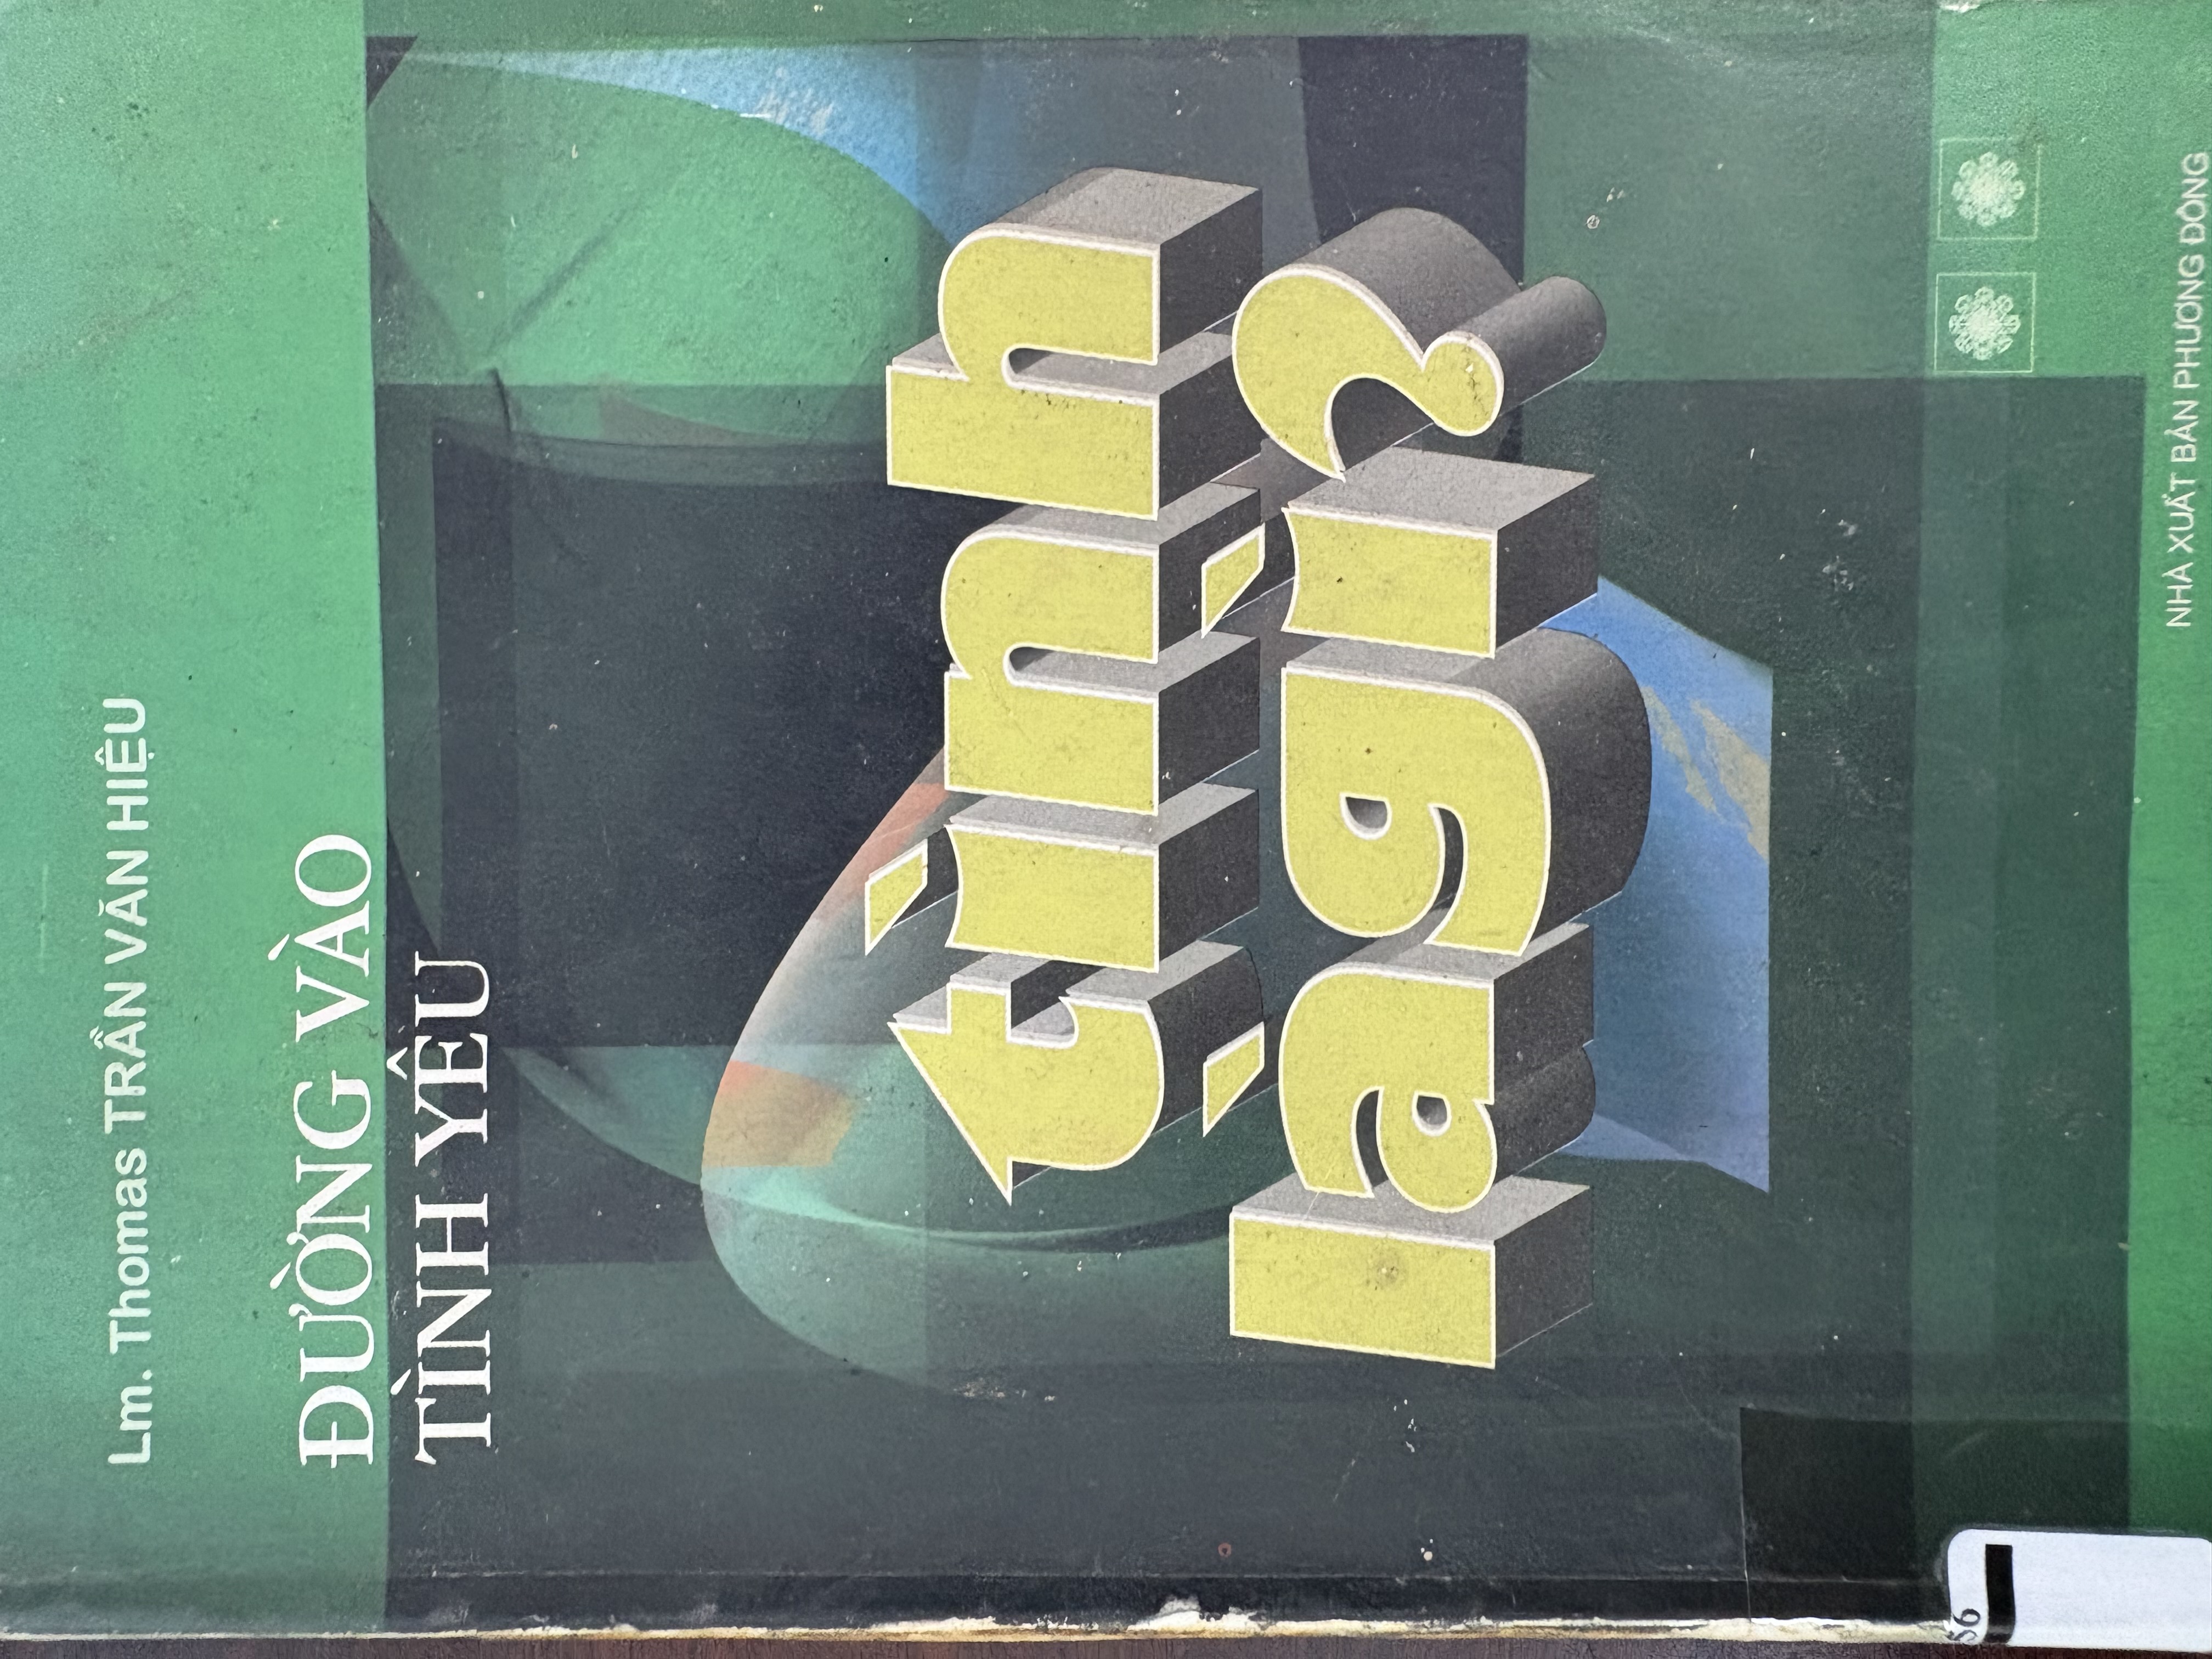 Lm. Thomas TRẦN VĂN HIỆU
ĐƯỜNG VÀO
TÌNH YÊU
tình
là gì?
NHÀ XUẤT BẢN PHƯƠNG ĐÔNG